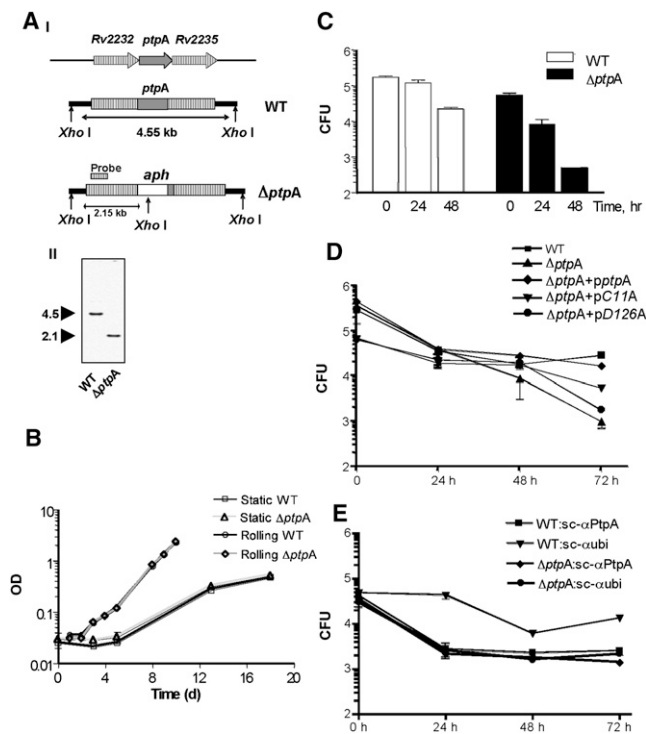 A I
Rv2232 ptpA Rv2235
ptpA
WT
Xho I 4.55 kb Xho I
Probe
aph
ΔptpA
Xho I 2.15 kb Xho I Xho I
II
4.5
2.1
WT ΔptpA
B
Static WT
Static ΔptpA
Rolling WT
Rolling ΔptpA
OD
10
1
0.1
0.01
0 4 8 12 16 20
Time (d)
C
WT
ΔptpA
CFU
6
5
4
3
2
0 24 48 0 24 48 Time, hr
D
WT
ΔptpA
ΔptpA+pptpA
ΔptpA+pC11A
ΔptpA+pD126A
CFU
6
5
4
3
2
0 24 h 48 h 72 h
E
WT:sc-αPtpA
WT:sc-αubi
ΔptpA:sc-αPtpA
ΔptpA:sc-αubi
CFU
6
5
4
3
2
0 h 24 h 48 h 72 h